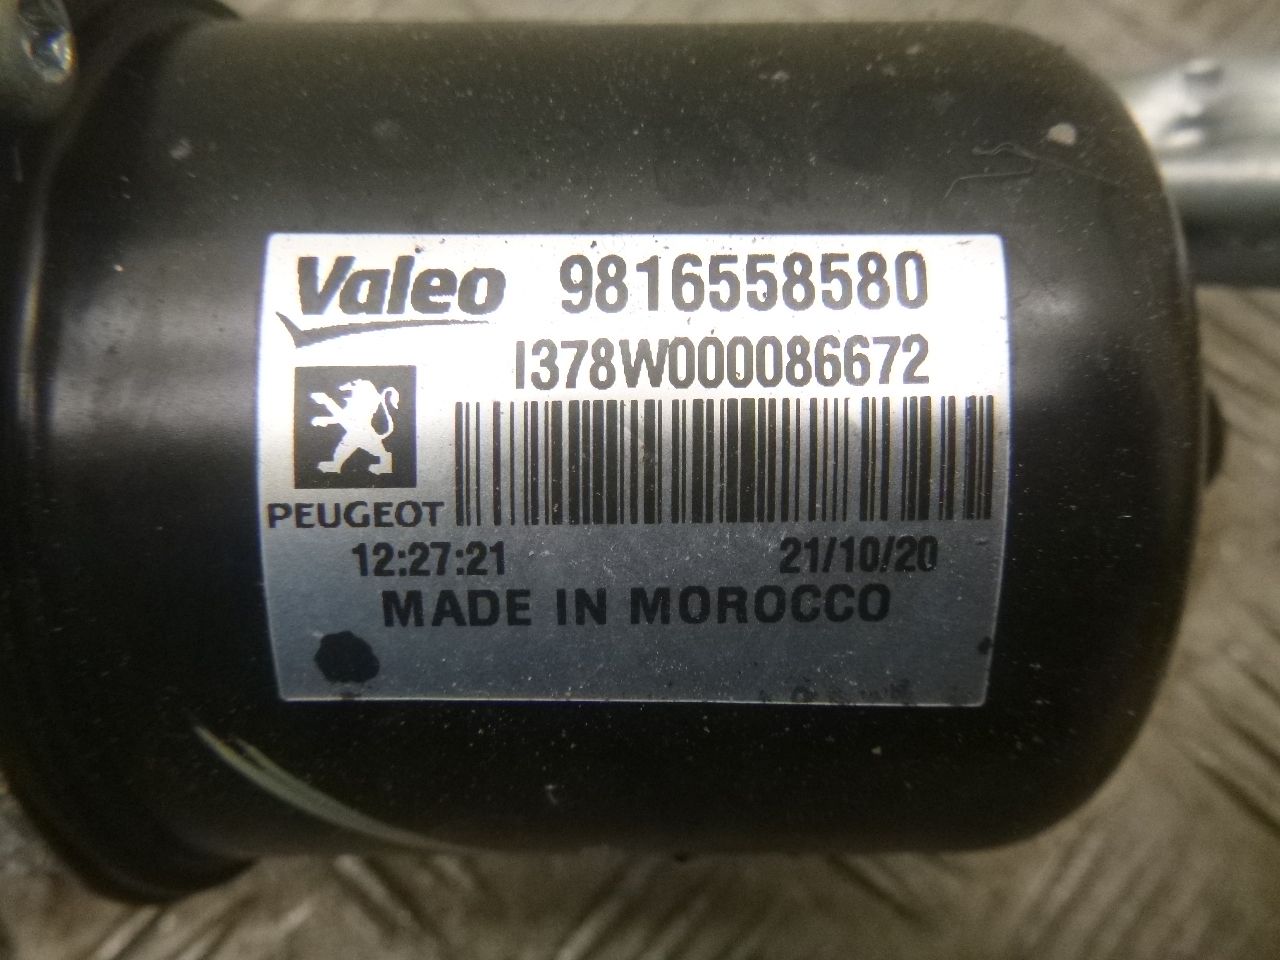 Valeo 9816558580
I378W000086672
PEUGEOT
12:27:21 21/10/20
MADE IN MOROCCO